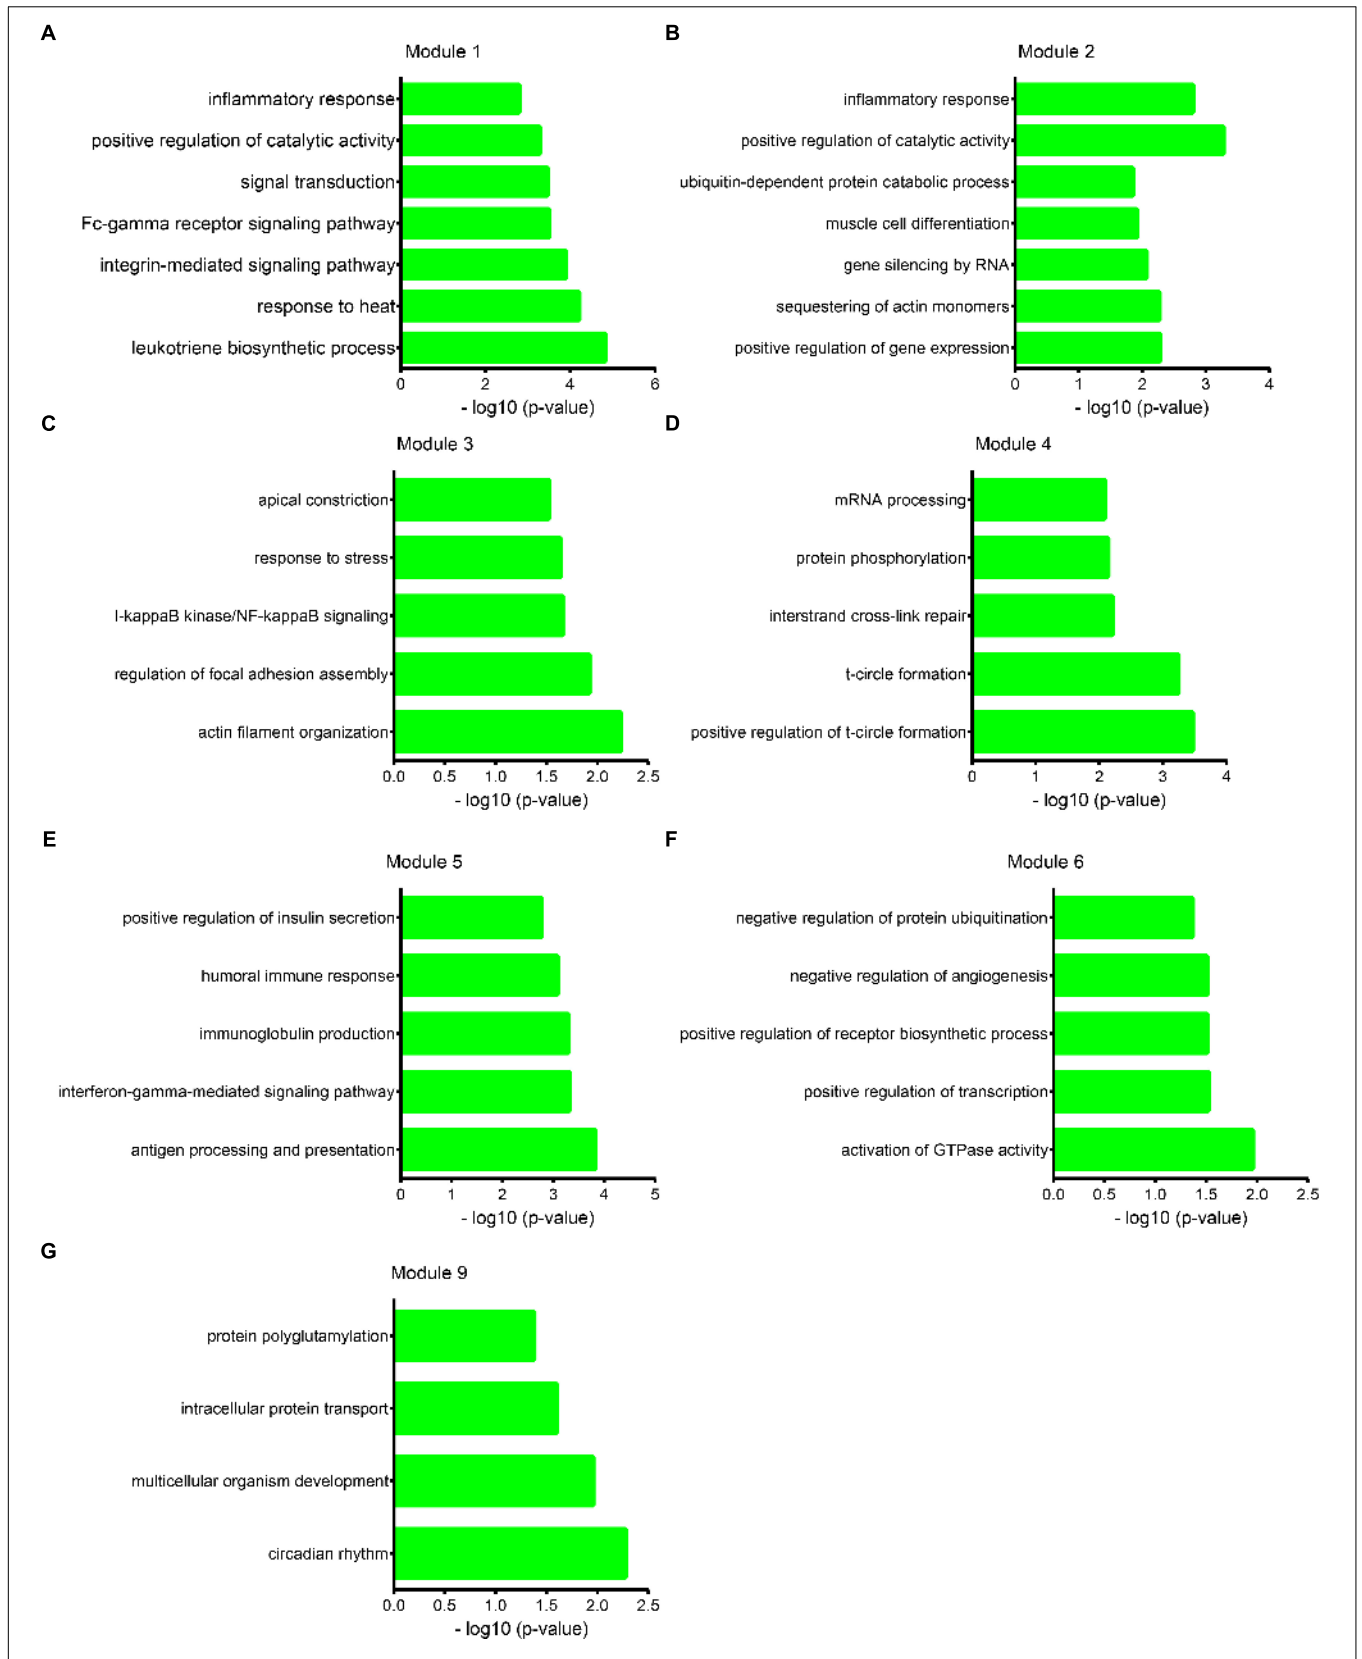 A
Module 1
inflammatory response
positive regulation of catalytic activity
signal transduction
Fc-gamma receptor signaling pathway
integrin-mediated signaling pathway
response to heat
leukotriene biosynthetic process
0 2 4 6
- log10 (p-value)
B
Module 2
inflammatory response
positive regulation of catalytic activity
ubiquitin-dependent protein catabolic process
muscle cell differentiation
gene silencing by RNA
sequestering of actin monomers
positive regulation of gene expression
0 1 2 3 4
- log10 (p-value)
C
Module 3
apical constriction
response to stress
I-kappaB kinase/NF-kappaB signaling
regulation of focal adhesion assembly
actin filament organization
0.0 0.5 1.0 1.5 2.0 2.5
- log10 (p-value)
D
Module 4
mRNA processing
protein phosphorylation
interstrand cross-link repair
t-circle formation
positive regulation of t-circle formation
0 1 2 3 4
- log10 (p-value)
E
Module 5
positive regulation of insulin secretion
humoral immune response
immunoglobulin production
interferon-gamma-mediated signaling pathway
antigen processing and presentation
0 1 2 3 4 5
- log10 (p-value)
F
Module 6
negative regulation of protein ubiquitination
negative regulation of angiogenesis
positive regulation of receptor biosynthetic process
positive regulation of transcription
activation of GTPase activity
0.0 0.5 1.0 1.5 2.0 2.5
- log10 (p-value)
G
Module 9
protein polyglutamylation
intracellular protein transport
multicellular organism development
circadian rhythm
0.0 0.5 1.0 1.5 2.0 2.5
- log10 (p-value)